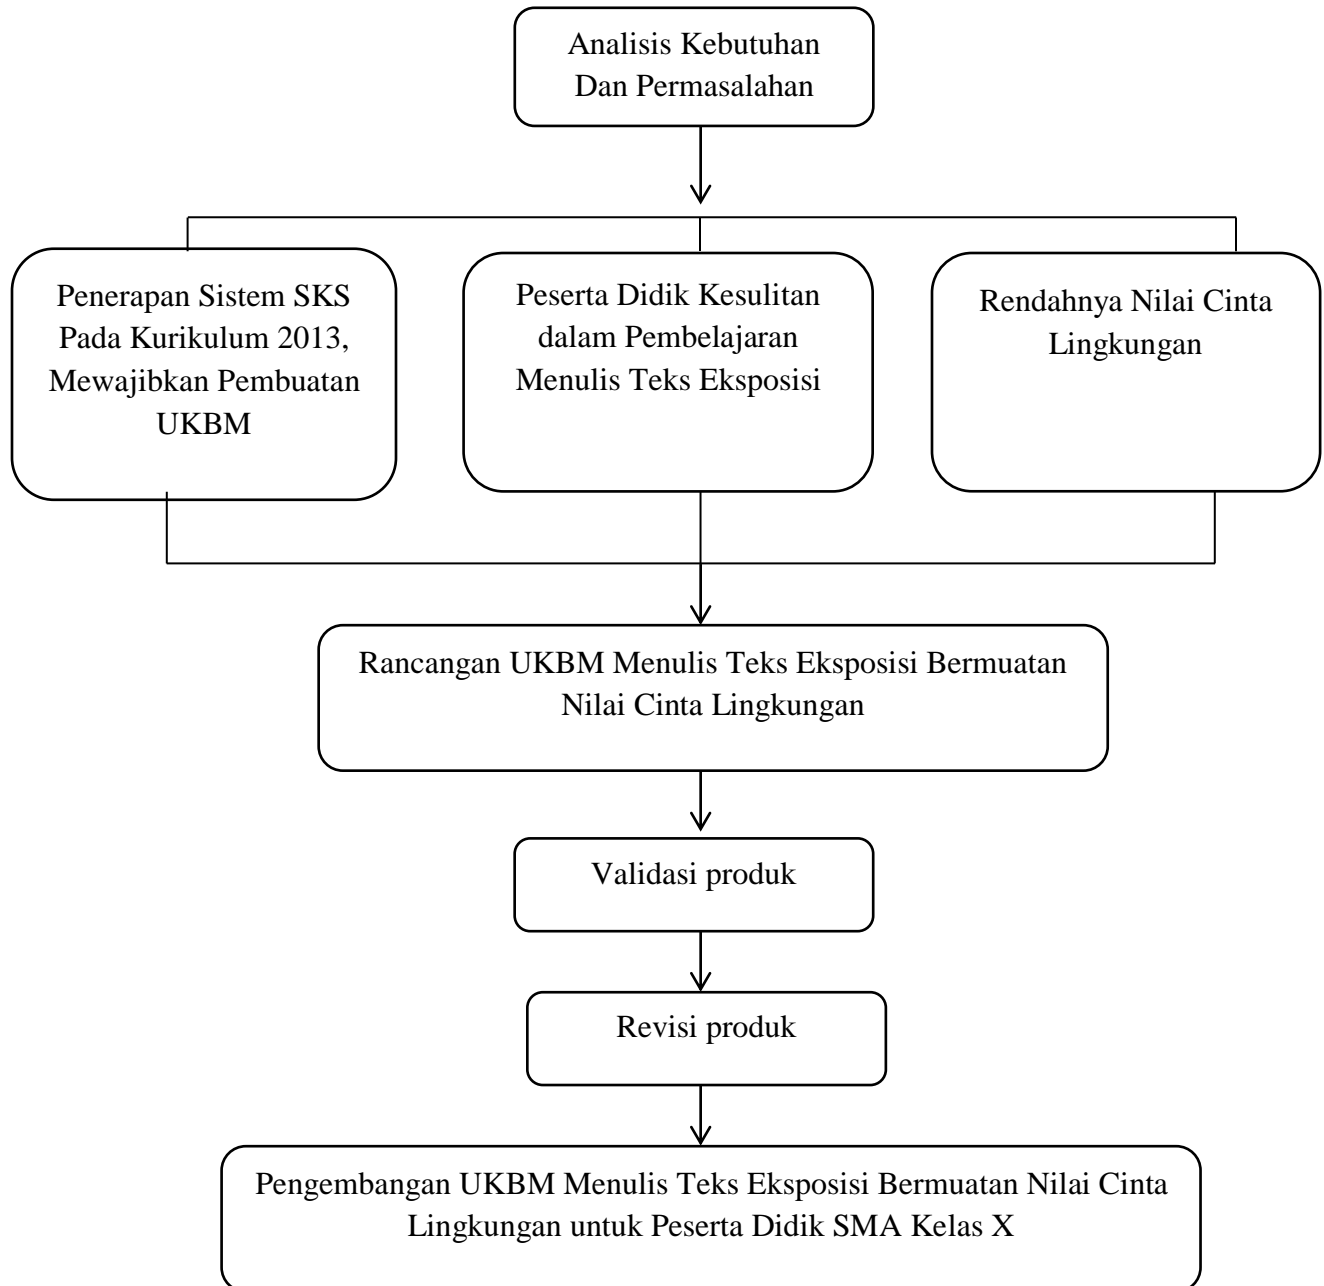 Analisis Kebutuhan
Dan Permasalahan
Penerapan Sistem SKS
Pada Kurikulum 2013,
Mewajibkan Pembuatan
UKBM
Peserta Didik Kesulitan
dalam Pembelajaran
Menulis Teks Eksposisi
Rendahnya Nilai Cinta
Lingkungan
Rancangan UKBM Menulis Teks Eksposisi Bermuatan
Nilai Cinta Lingkungan
Validasi produk
Revisi produk
Pengembangan UKBM Menulis Teks Eksposisi Bermuatan Nilai Cinta
Lingkungan untuk Peserta Didik SMA Kelas X